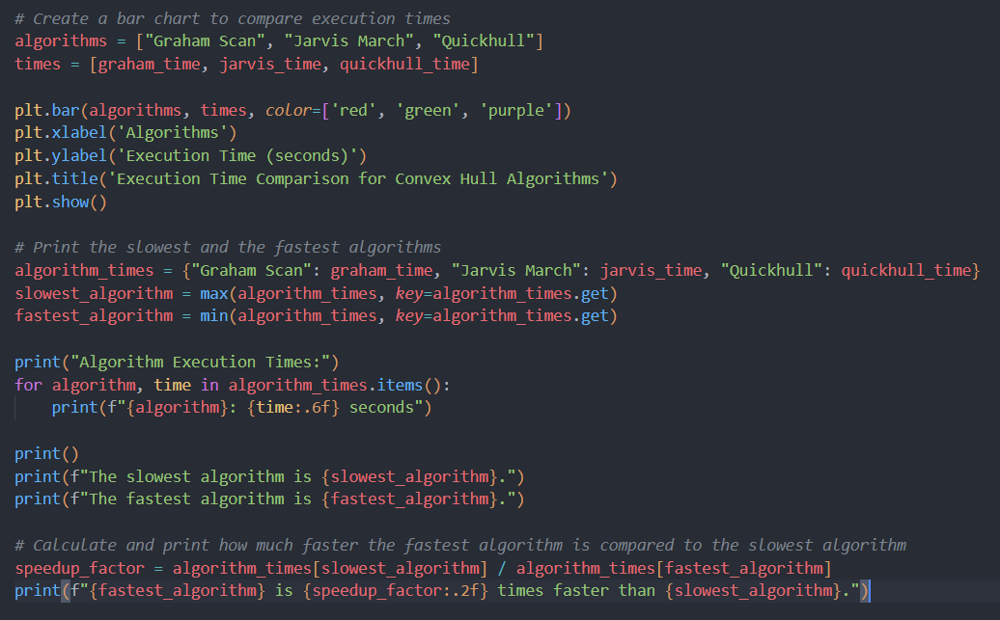 # Create a bar chart to compare execution times
algorithms = ["Graham Scan", "Jarvis March", "Quickhull"]
times = [graham_time, jarvis_time, quickhull_time]

plt.bar(algorithms, times, color=['red', 'green', 'purple'])
plt.xlabel('Algorithms')
plt.ylabel('Execution Time (seconds)')
plt.title('Execution Time Comparison for Convex Hull Algorithms')
plt.show()

# Print the slowest and the fastest algorithms
algorithm_times = {"Graham Scan": graham_time, "Jarvis March": jarvis_time, "Quickhull": quickhull_time}
slowest_algorithm = max(algorithm_times, key=algorithm_times.get)
fastest_algorithm = min(algorithm_times, key=algorithm_times.get)

print("Algorithm Execution Times:")
for algorithm, time in algorithm_times.items():
    print(f"{algorithm}: {time:.6f} seconds")

print()
print(f"The slowest algorithm is {slowest_algorithm}.")
print(f"The fastest algorithm is {fastest_algorithm}.")

# Calculate and print how much faster the fastest algorithm is compared to the slowest algorithm
speedup_factor = algorithm_times[slowest_algorithm] / algorithm_times[fastest_algorithm]
print(f"{fastest_algorithm} is {speedup_factor:.2f} times faster than {slowest_algorithm}.")